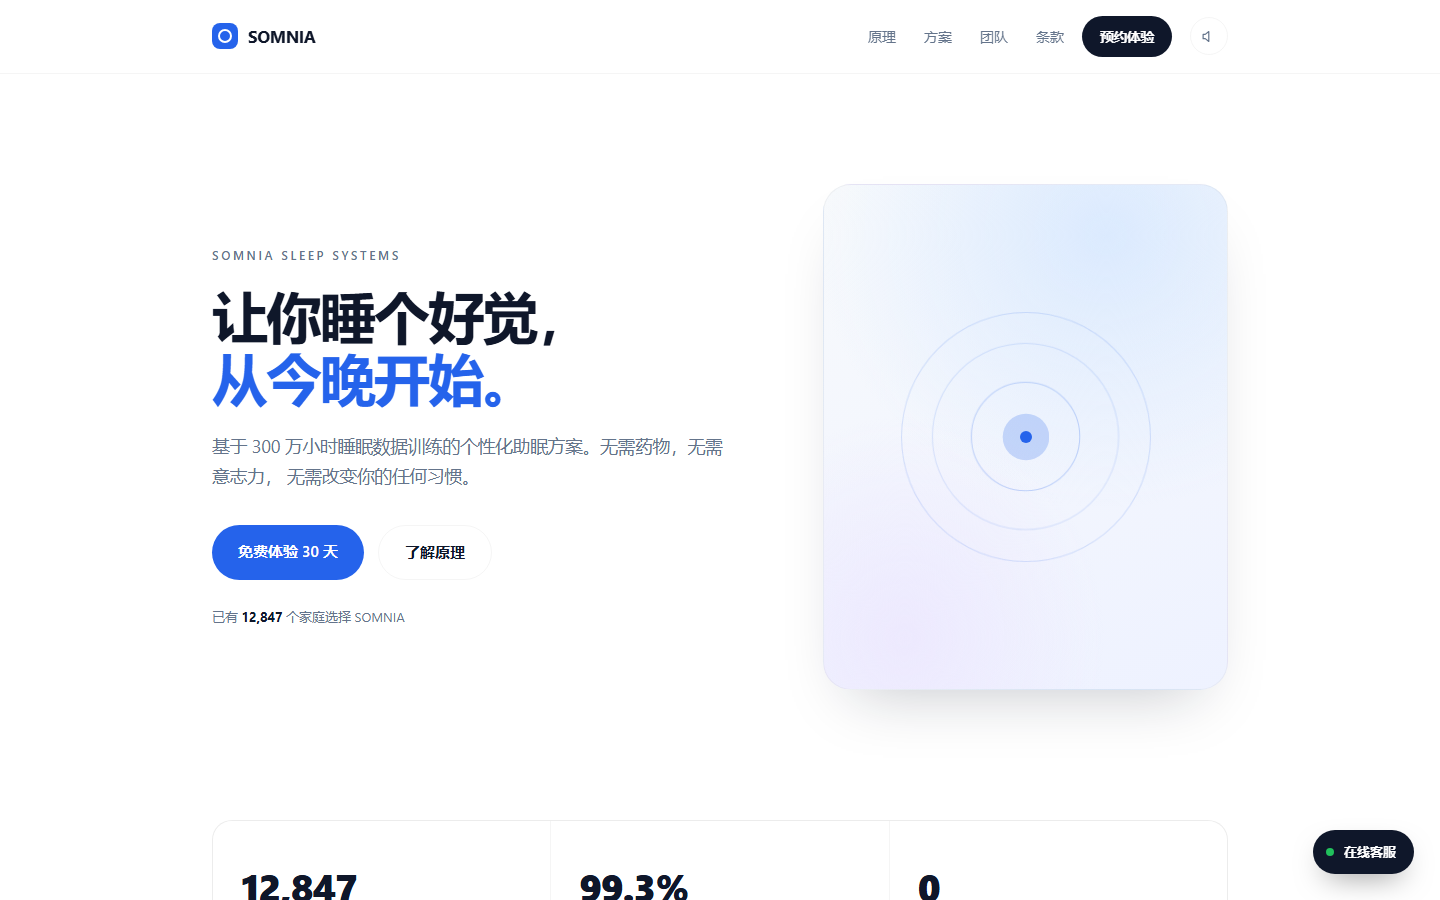 SOMNIA
原理
方案
团队
条款
预约体验
SOMNIA SLEEP SYSTEMS
让你睡个好觉，
从今晚开始。
基于 300 万小时睡眠数据训练的个性化助眠方案。无需药物，无需
意志力， 无需改变你的任何习惯。
免费体验 30 天
了解原理
已有 12,847 个家庭选择 SOMNIA
12,847
99.3%
0
在线客服